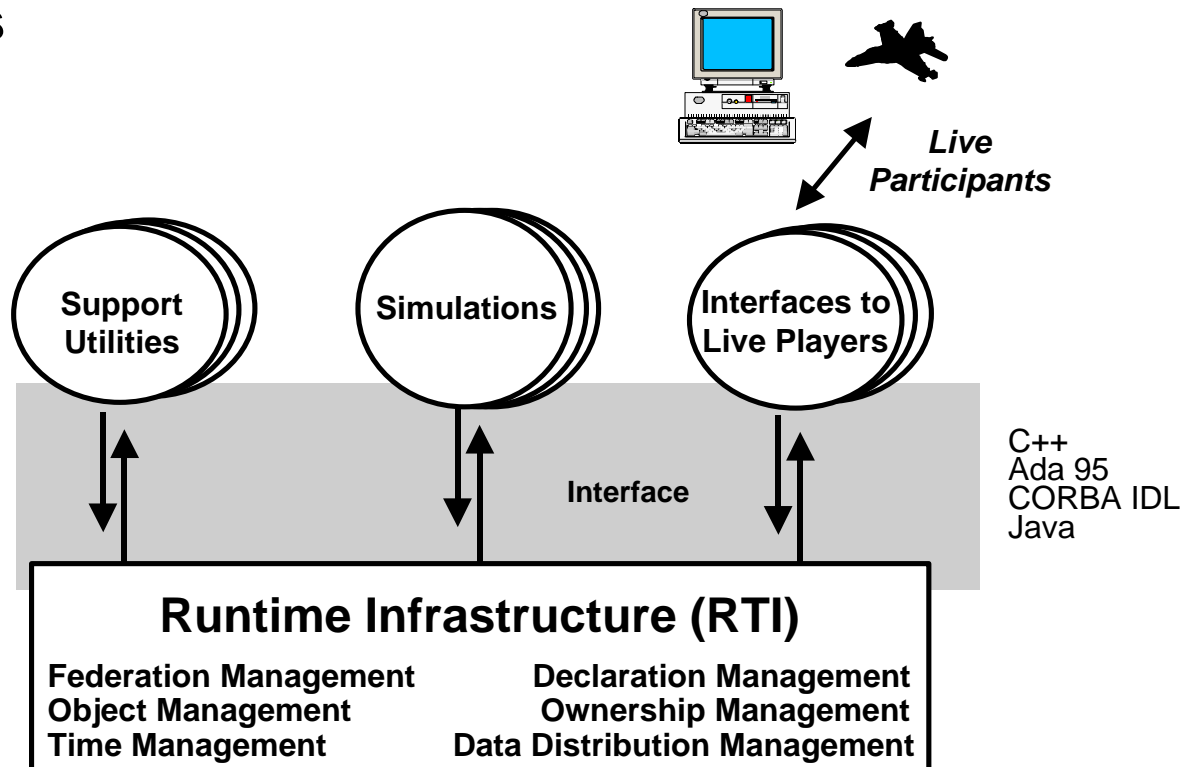 s
Live
Participants
Support
Utilities
Simulations
Interfaces to
Live Players
Interface
C++
Ada 95
CORBA IDL
Java
Runtime Infrastructure (RTI)
Federation Management
Declaration Management
Object Management
Ownership Management
Time Management
Data Distribution Management